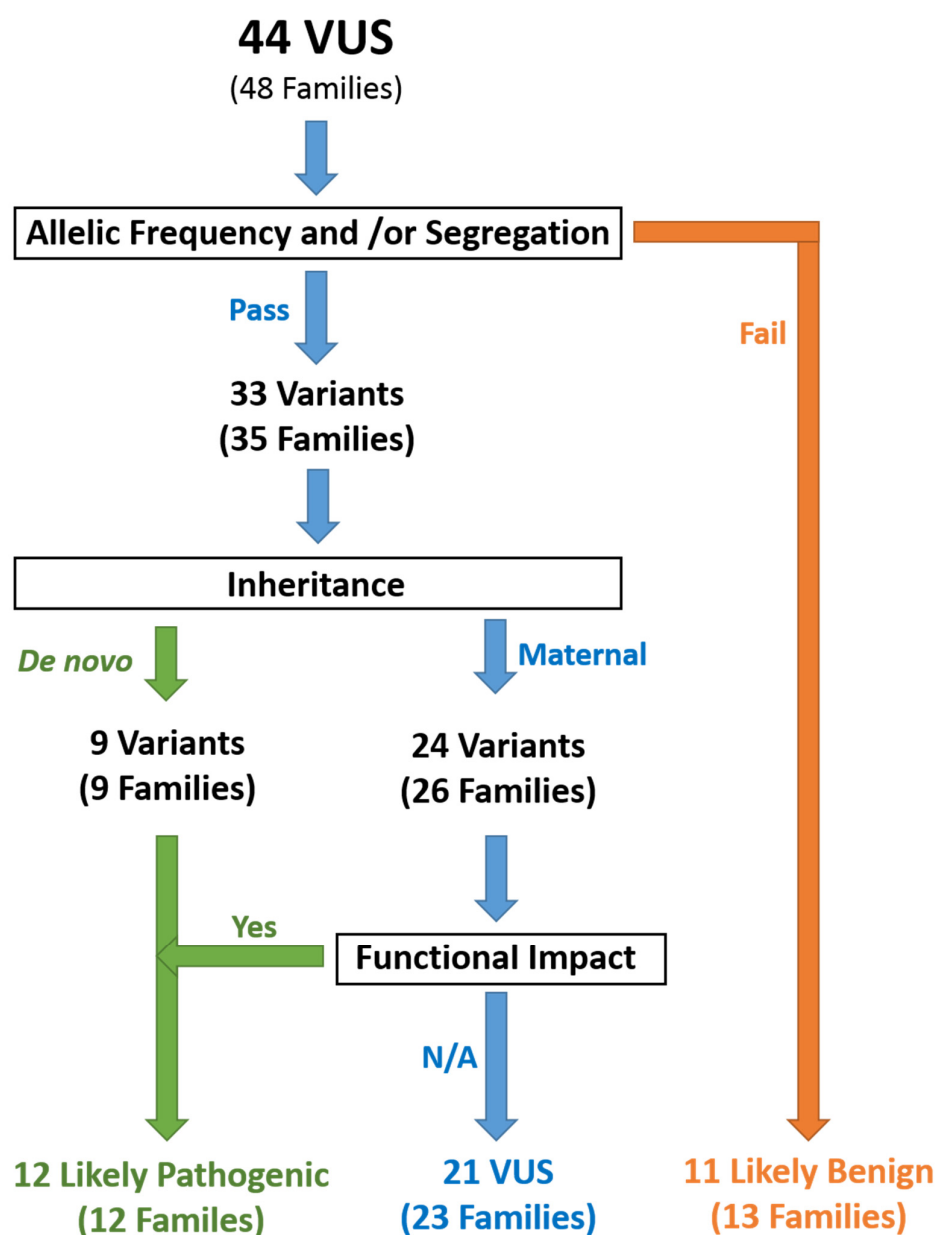 44 VUS
(48 Families)
Allelic Frequency and /or Segregation
Pass
Fail
33 Variants
(35 Families)
Inheritance
De novo
Maternal
9 Variants
(9 Families)
24 Variants
(26 Families)
Yes
Functional Impact
N/A
12 Likely Pathogenic
(12 Familes)
21 VUS
(23 Families)
11 Likely Benign
(13 Families)